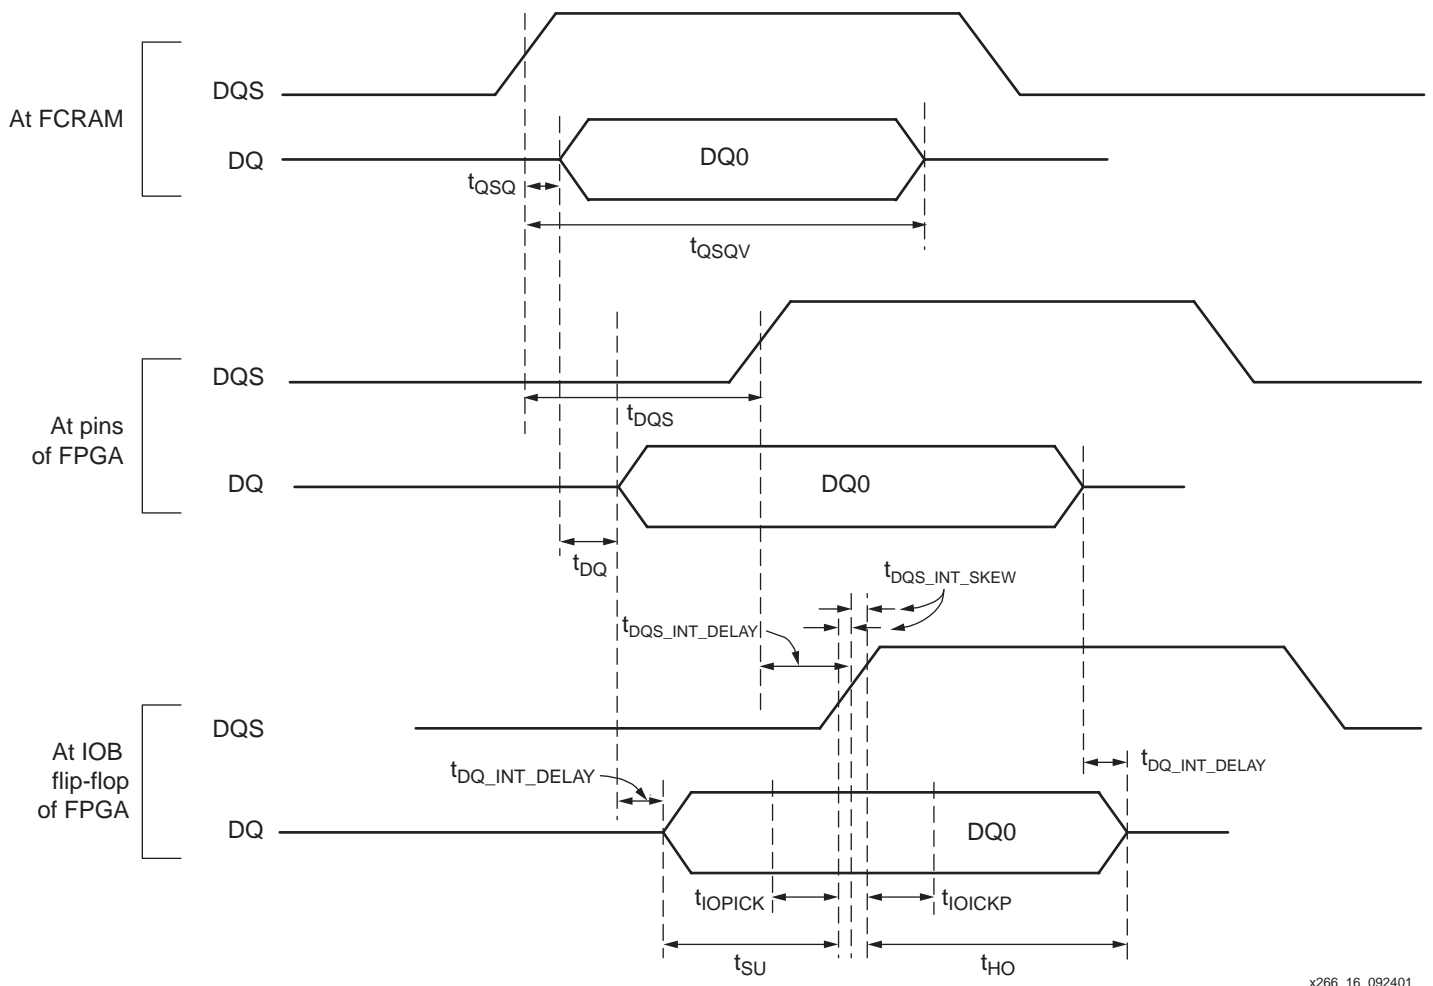 At FCRAM
DQS
DQ
DQ0
tQSQ
tQSQV
At pins
of FPGA
DQS
tDQS
DQ
DQ0
tDQ
tDQS_INT_SKEW
tDQS_INT_DELAY
At IOB
flip-flop
of FPGA
DQS
tDQ_INT_DELAY
tDQ_INT_DELAY
DQ
DQ0
tIOPICK
tIOICKP
tSU
tHO
x266_16_092401